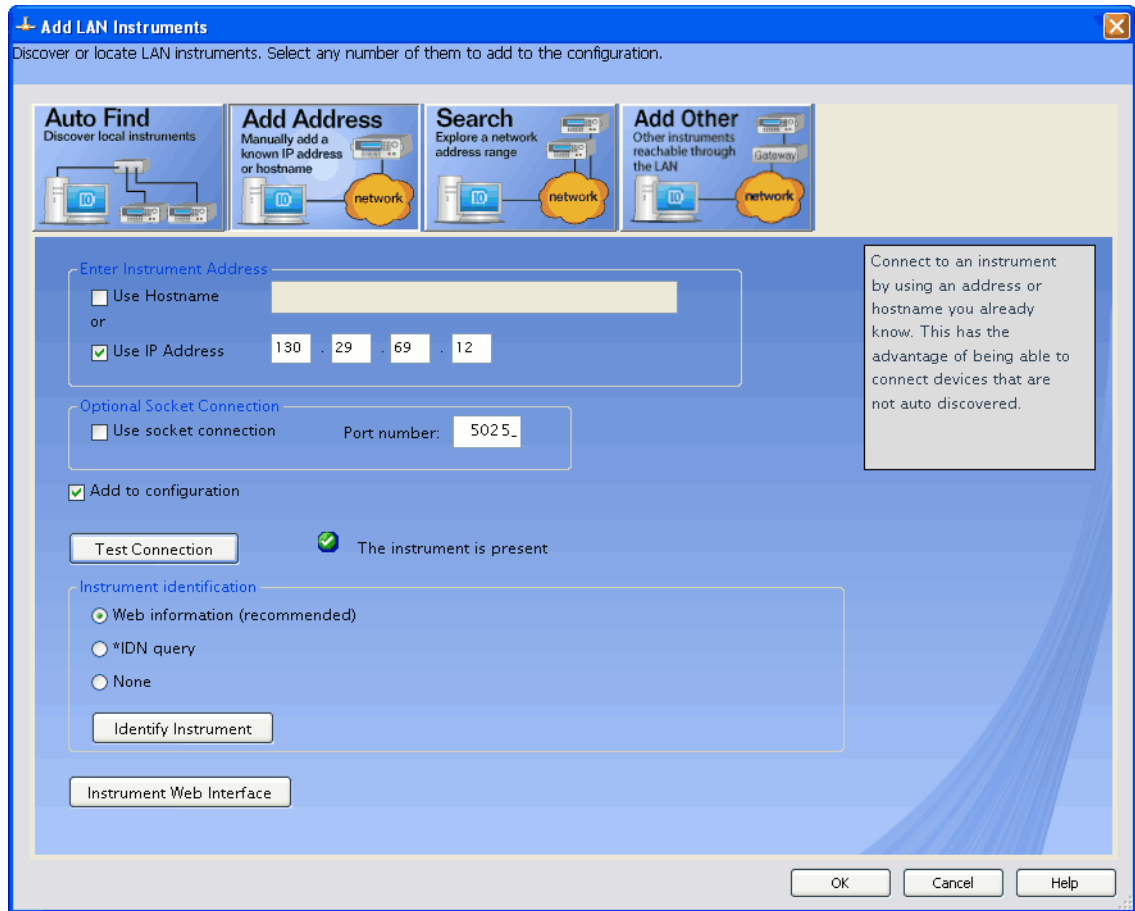 Add LAN Instruments
Discover or locate LAN instruments. Select any number of them to add to the configuration.
Auto Find
Discover local instruments
IO
Add Address
Manually add a
known IP address
or hostname
IO
network
Search
Explore a network
address range
IO
network
Add Other
Other instruments
reachable through
the LAN
Gateway
IO
network
Enter Instrument Address
Use Hostname
or
Use IP Address 130 . 29 . 69 . 12
Optional Socket Connection
Use socket connection Port number: 5025_
Add to configuration
Test Connection The instrument is present
Instrument identification
Web information (recommended)
*IDN query
None
Identify Instrument
Instrument Web Interface
Connect to an instrument
by using an address or
hostname you already
know. This has the
advantage of being able to
connect devices that are
not auto discovered.
OK Cancel Help